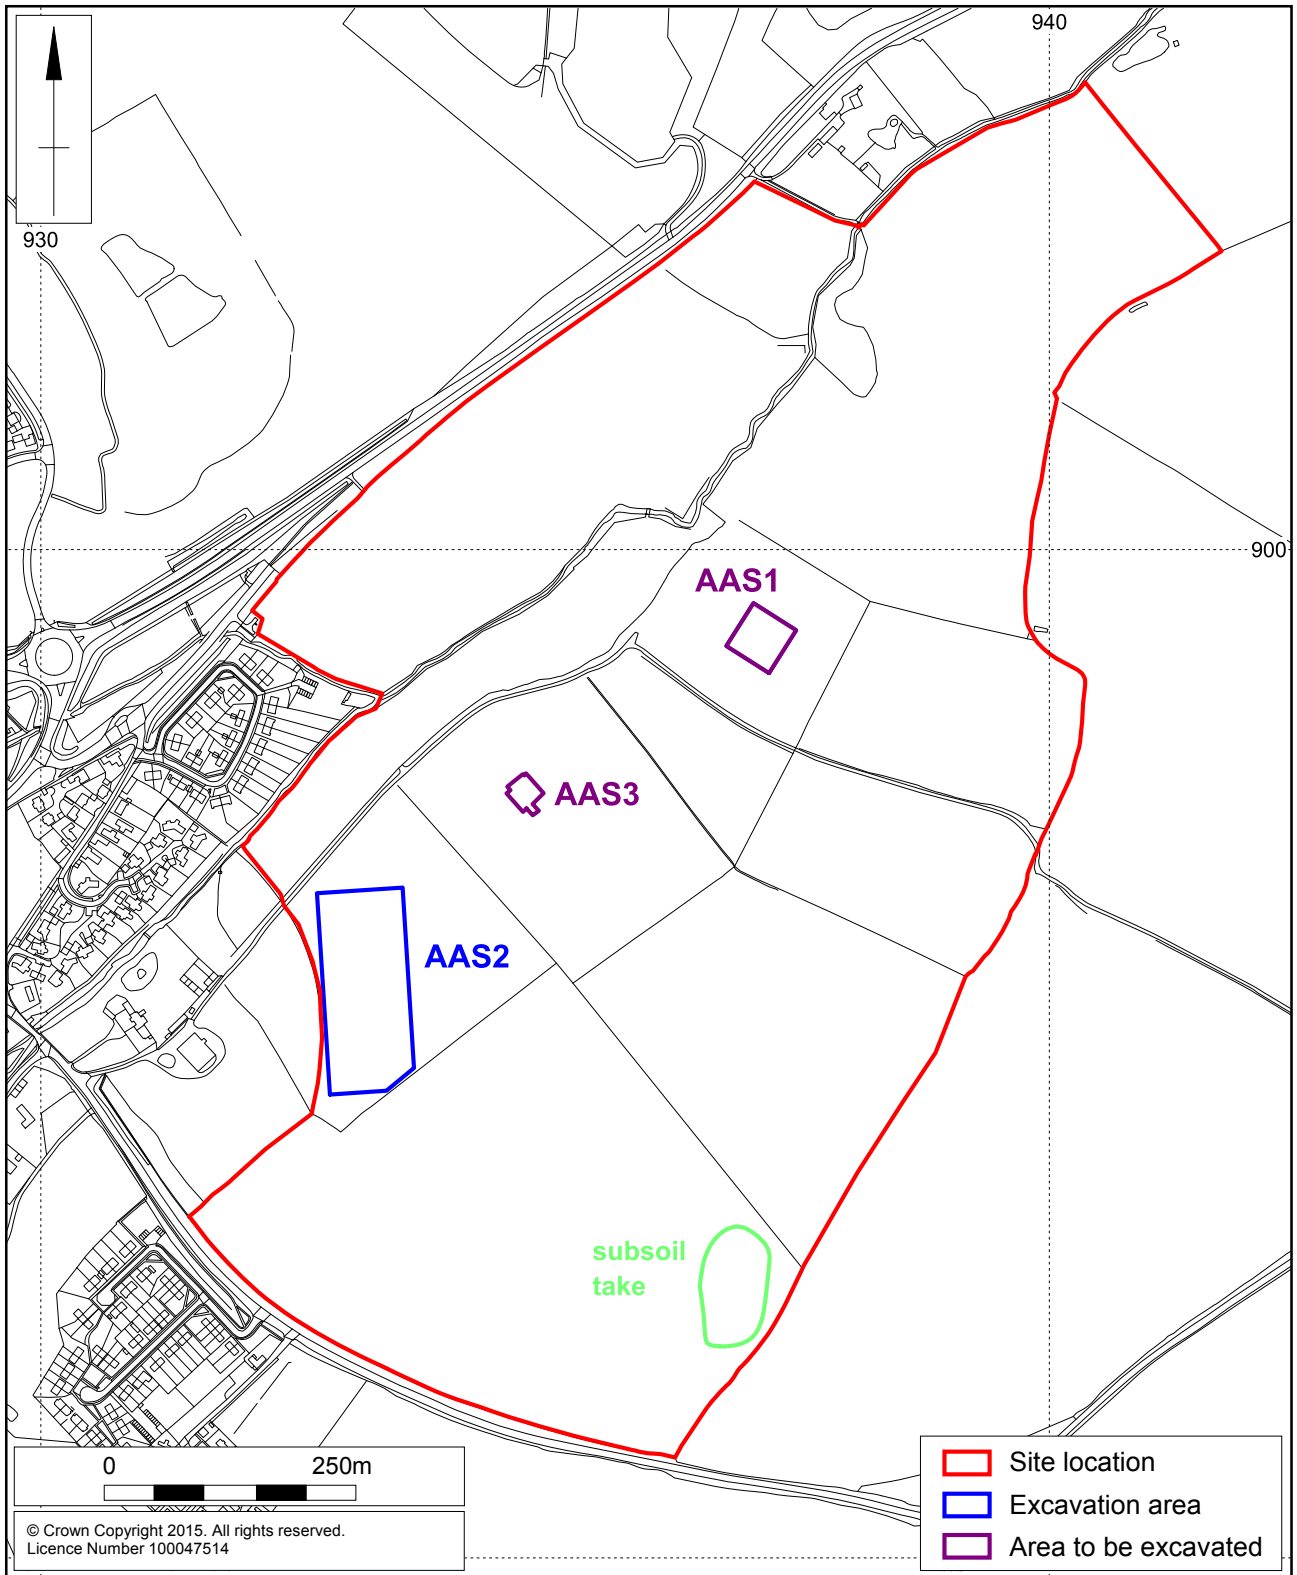 940
930
900
AAS1
AAS3
AAS2
subsoil
take
0 250m
© Crown Copyright 2015. All rights reserved.
Licence Number 100047514
Site location
Excavation area
Area to be excavated